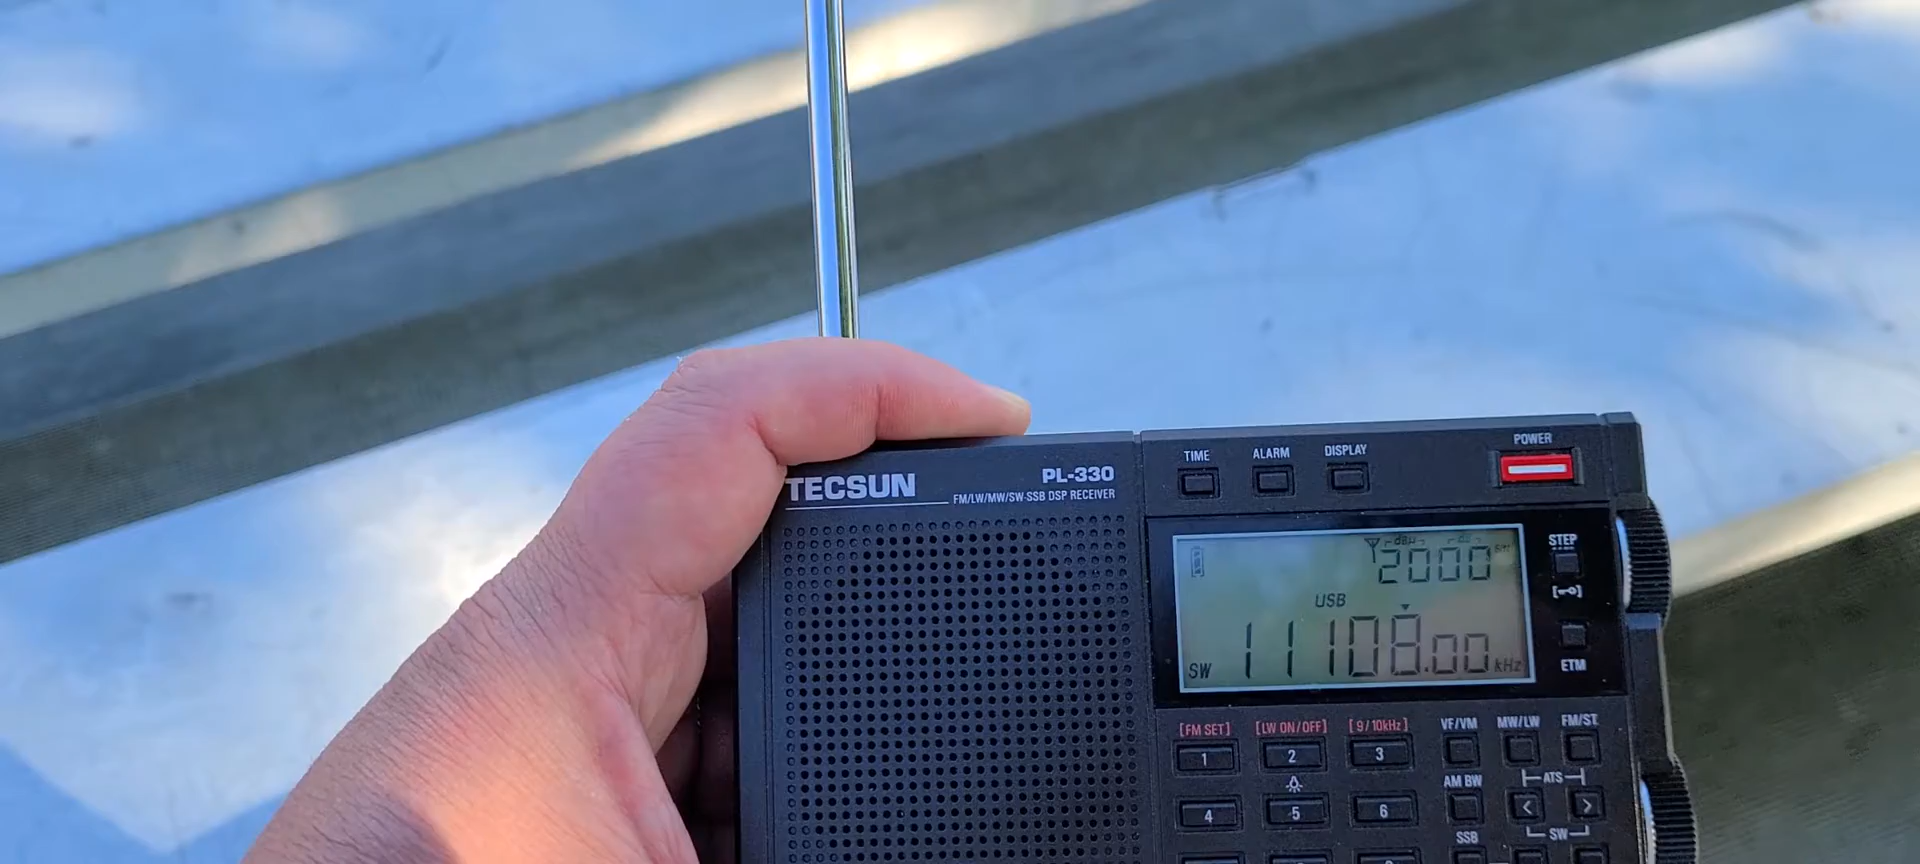 TIME ALARM DISPLAY POWER
TECSUN PL-330
FM/LW/MW/SW-SSB DSP RECEIVER
2000
USB
SW 11108.00 kHz
STEP
ETM
[FM SET] [LW ON/OFF] [9/10kHz] VF/VM MW/LW FM/ST.
1 2 3
AM BW ATS
4 5 6 < >
SSB SW